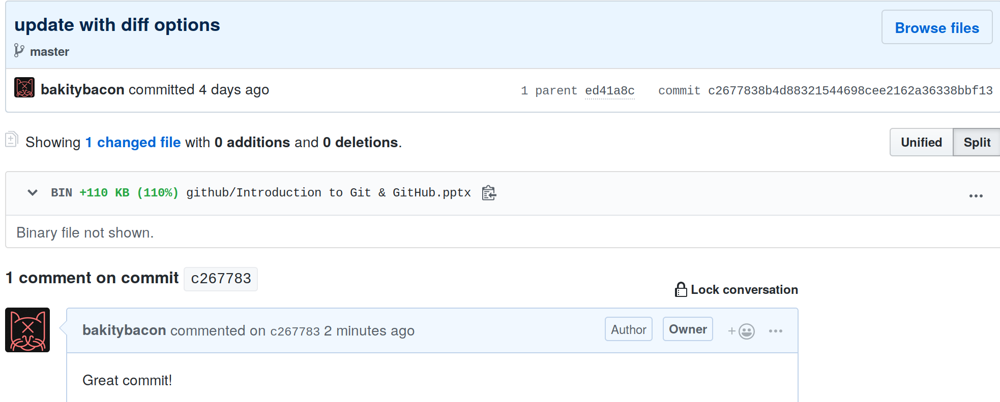 update with diff options
Browse files
master
bakitybacon committed 4 days ago
1 parent ed41a8c commit c2677838b4d88321544698cee2162a36338bbf13
Showing 1 changed file with 0 additions and 0 deletions.
Unified Split
BIN +110 KB (110%) github/Introduction to Git & GitHub.pptx
Binary file not shown.
1 comment on commit c267783
Lock conversation
bakitybacon commented on c267783 2 minutes ago
Author Owner
Great commit!